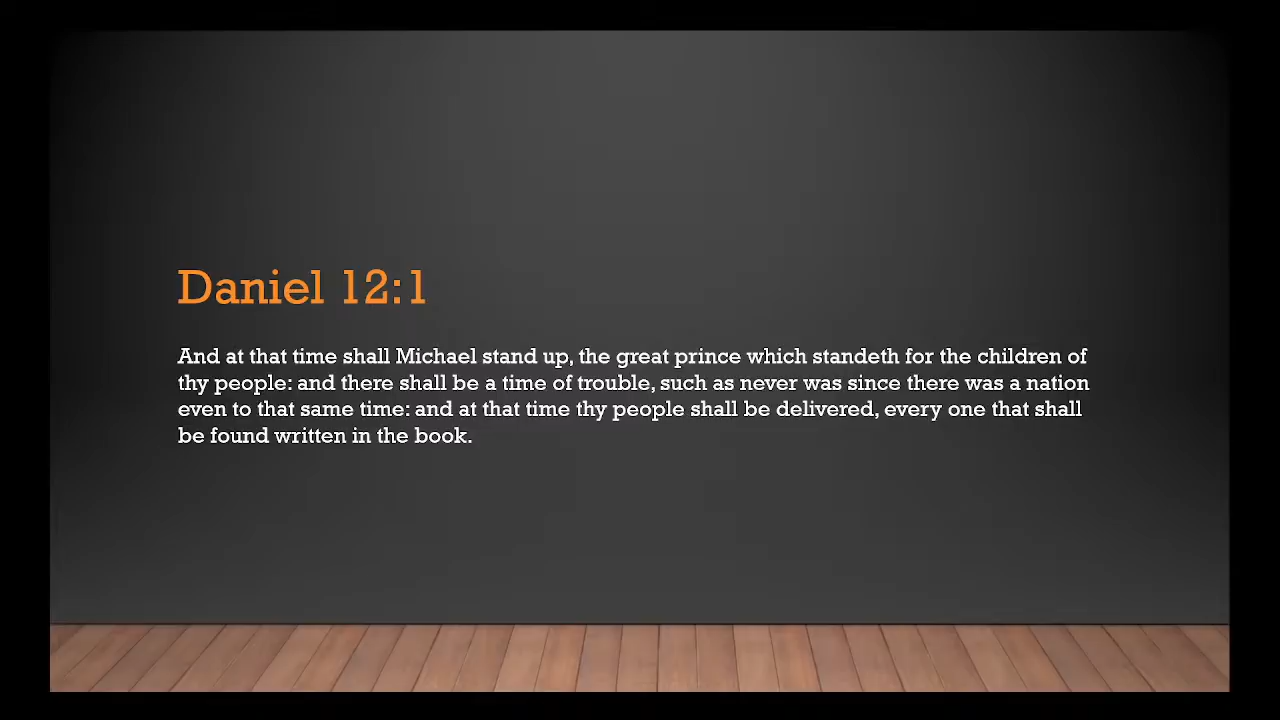 Daniel 12:1
And at that time shall Michael stand up, the great prince which standeth for the children of
thy people: and there shall be a time of trouble, such as never was since there was a nation
even to that same time: and at that time thy people shall be delivered, every one that shall
be found written in the book.